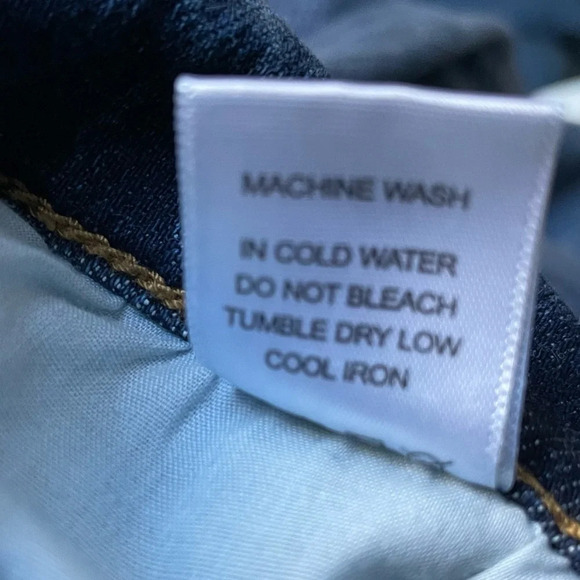 MACHINE WASH
IN COLD WATER
DO NOT BLEACH
TUMBLE DRY LOW
COOL IRON